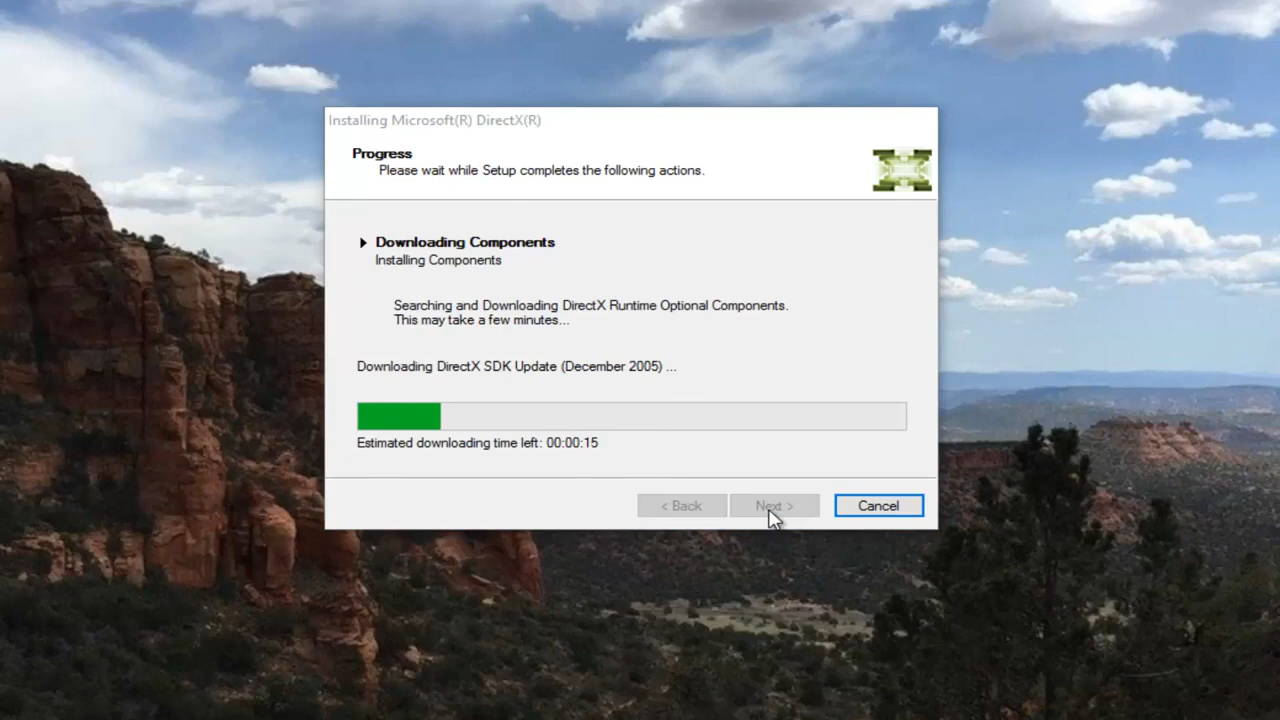 Installing Microsoft(R) DirectX(R)
Progress
Please wait while Setup completes the following actions.
Downloading Components
Installing Components
Searching and Downloading DirectX Runtime Optional Components.
This may take a few minutes...
Downloading DirectX SDK Update (December 2005) ...
Estimated downloading time left: 00:00:15
< Back Next > Cancel